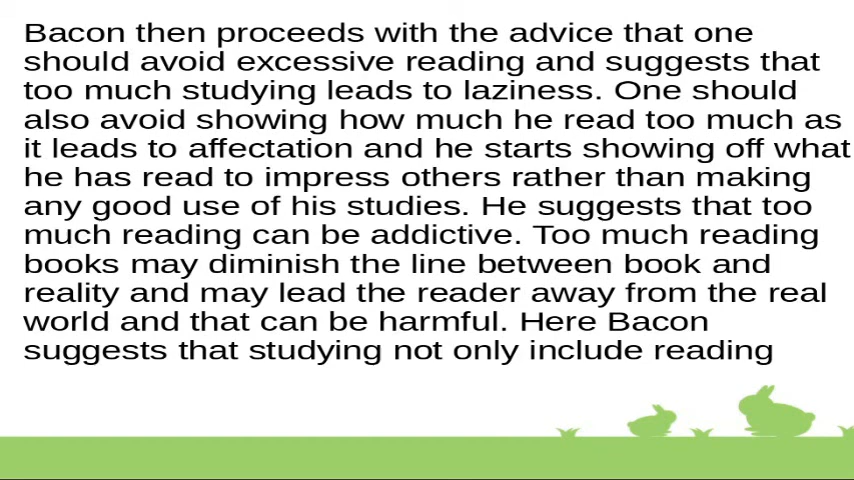 Bacon then proceeds with the advice that one
should avoid excessive reading and suggests that
too much studying leads to laziness. One should
also avoid showing how much he read too much as
it leads to affectation and he starts showing off what
he has read to impress others rather than making
any good use of his studies. He suggests that too
much reading can be addictive. Too much reading
books may diminish the line between book and
reality and may lead the reader away from the real
world and that can be harmful. Here Bacon
suggests that studying not only include reading